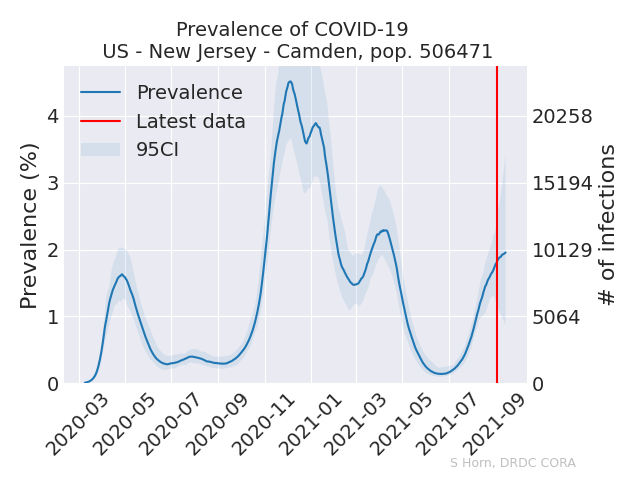 Prevalence of COVID-19
US - New Jersey - Camden, pop. 506471
Prevalence
Latest data
95CI
Prevalence (%)
4
3
2
1
0
20258
15194
10129
5064
0
# of infections
2020-03
2020-05
2020-07
2020-09
2020-11
2021-01
2021-03
2021-05
2021-07
2021-09
S Horn, DRDC CORA